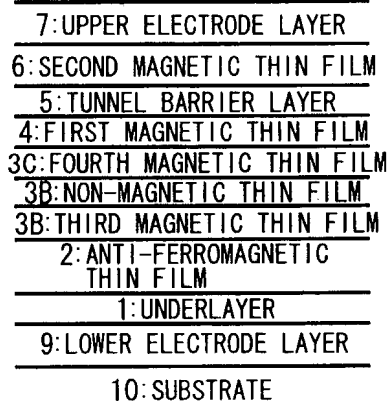 7:UPPER ELECTRODE LAYER
6:SECOND MAGNETIC THIN FILM
5:TUNNEL BARRIER LAYER
4:FIRST MAGNETIC THIN FILM
3C:FOURTH MAGNETIC THIN FILM
3B:NON-MAGNETIC THIN FILM
3B:THIRD MAGNETIC THIN FILM
2:ANTI-FERROMAGNETIC
THIN FILM
1:UNDERLAYER
9:LOWER ELECTRODE LAYER
10:SUBSTRATE